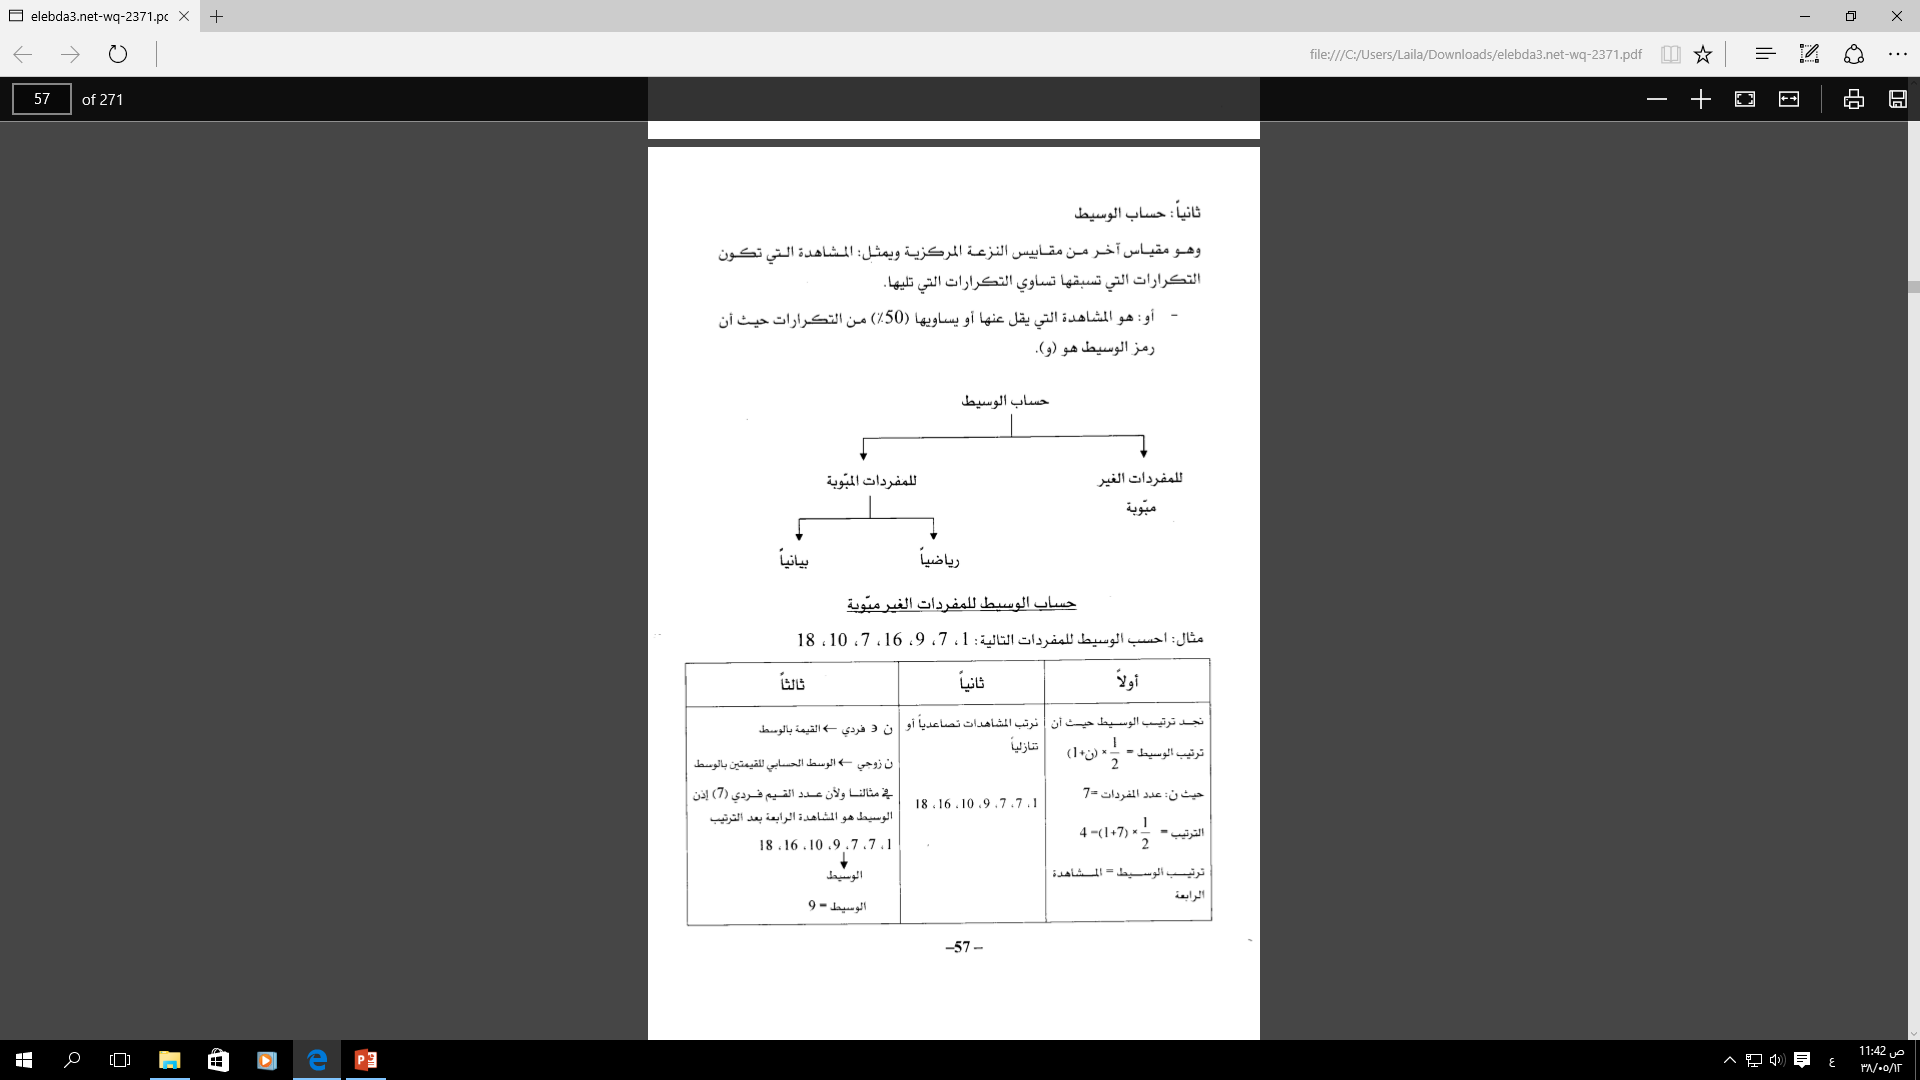 elebda3.net-wq-2371.pc
file:///C:/Users/Laila/Downloads/elebda3.net-wq-2371.pdf
57 of 271
ثانياً: حساب الوسيط
وهو مقياس آخر من مقاييس النزعة المركزية ويمثل: المشاهدة التي تكون
التكرارات التي تسبقها تساوي التكرارات التي تليها.
- أو: هو المشاهدة التي يقل عنها أو يساويها (50٪) من التكرارات حيث أن
رمز الوسيط هو (و).
حساب الوسيط
للمفردات الغير
مبّوبة
للمفردات المبّوبة
رياضياً
بيانياً
حساب الوسيط للمفردات الغير مبّوبة
مثال: احسب الوسيط للمفردات التالية: 1، 7، 9، 16، 7، 10، 18
أولاً
نجد ترتيب الوسيط حيث أن
ترتيب الوسيط = 1/2 × (ن+1)
حيث ن: عدد المفردات =7
الترتيب = 1/2 × (7+1)= 4
ترتيب الوسيط = المشاهدة
الرابعة
ثانياً
نرتب المشاهدات تصاعدياً أو
تنازلياً
1، 7، 7، 9، 10، 16، 18
ثالثاً
ن و فردي ← القيمة بالوسط
ن زوجي ← الوسط الحسابي للقيمتين بالوسط
في مثالنا ولأن عدد القيم فردي (7) إذن
الوسيط هو المشاهدة الرابعة بعد الترتيب
1، 7، 7، 9، 10، 16، 18
الوسيط
الوسيط = 9
–57 –
ع
11:42 ص
٣٨/٠٥/١٢